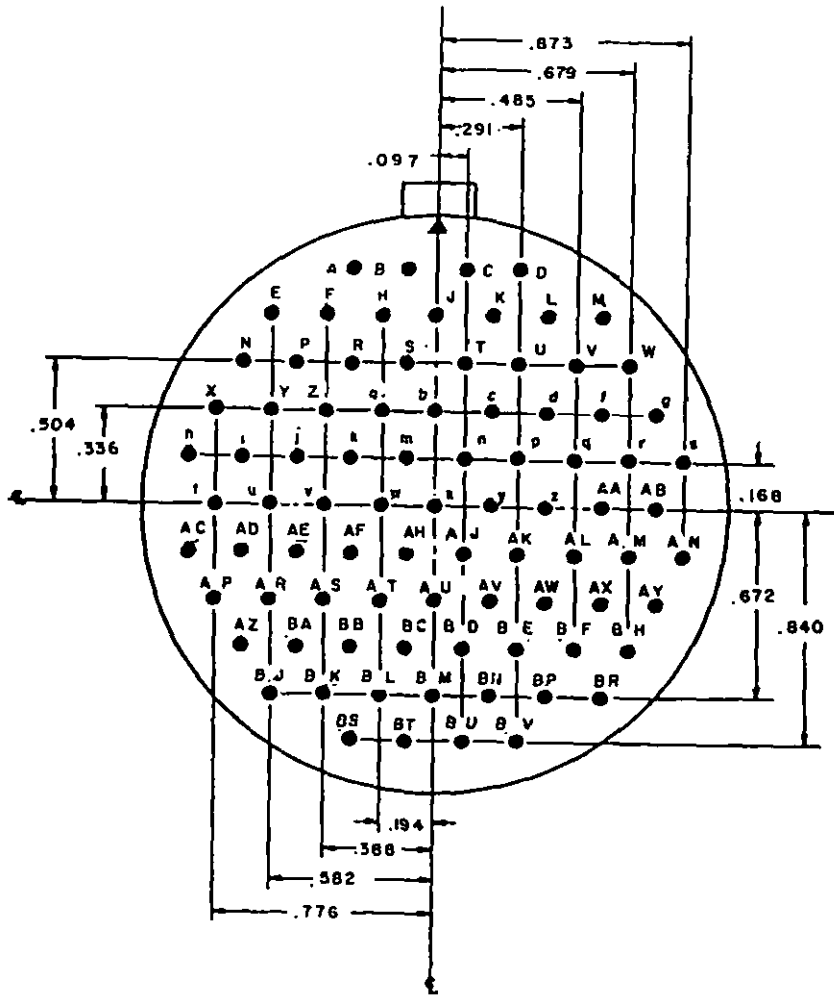 .873
.679
.485
.291
.097
A B C D
E F H J K L M
N P R S T U V W
X Y Z a b c d f g
.504
.336
h i j k m n p q r s
.168
℄ t u v w x y z AA AB
AC AD AE AF AH AJ AK AL AM AN
AP AR AS AT AU AV AW AX AY
.672
.840
AZ BA BB BC BD BE BF BH
BJ BK BL BM BN BP BR
BS BT BU BV
.194
.388
.582
.776
℄